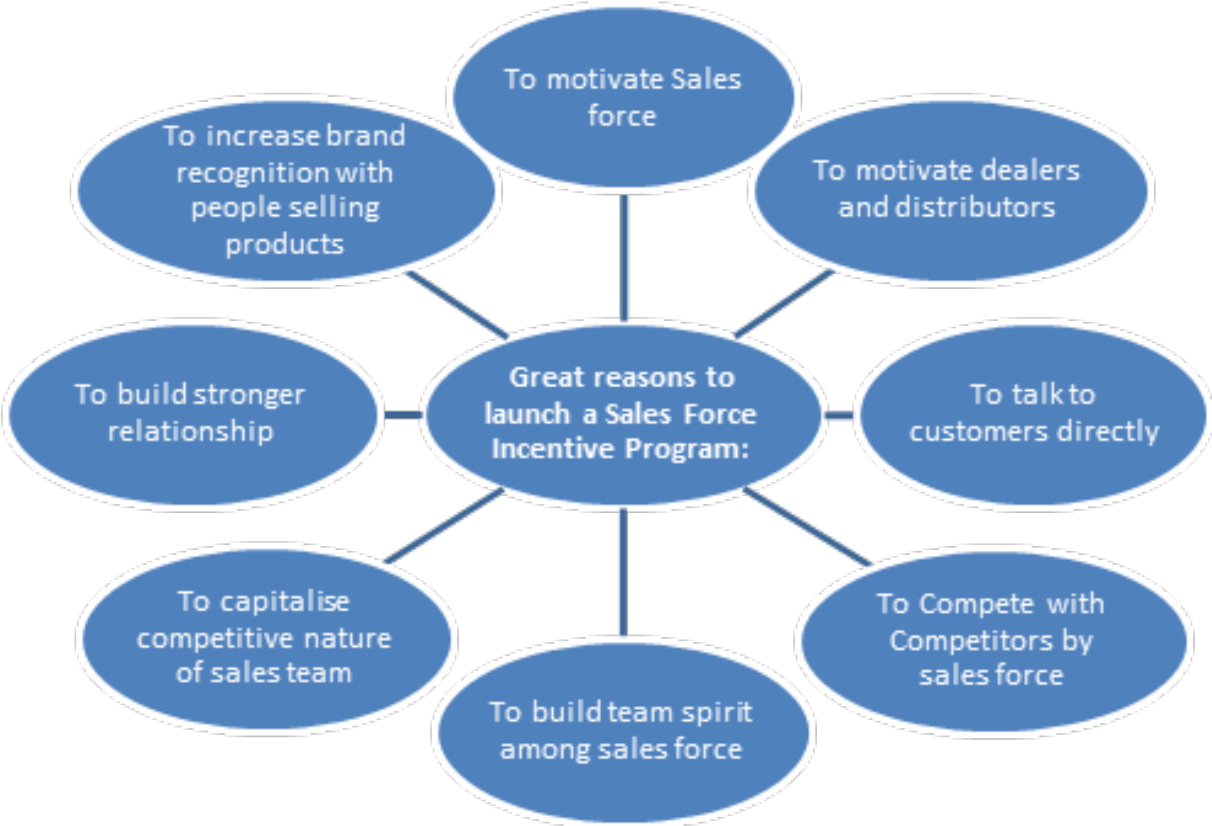 To motivate Sales
force
To motivate dealers
and distributors
To talk to
customers directly
To Compete with
Competitors by
sales force
To build team spirit
among sales force
To capitalise
competitive nature
of sales team
To build stronger
relationship
To increase brand
recognition with
people selling
products
Great reasons to
launch a Sales Force
Incentive Program: